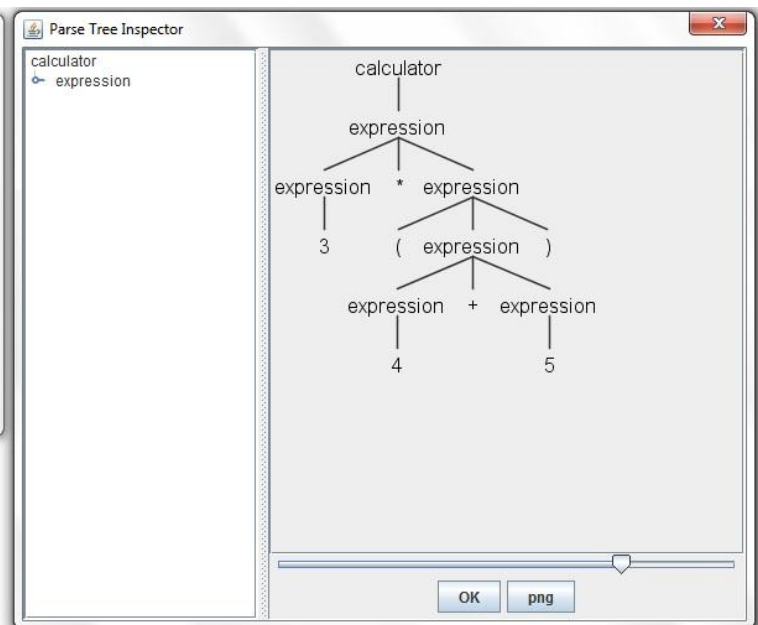 Parse Tree Inspector
x
calculator
expression
calculator
expression
expression * expression
3 ( expression )
expression + expression
4 5
OK png